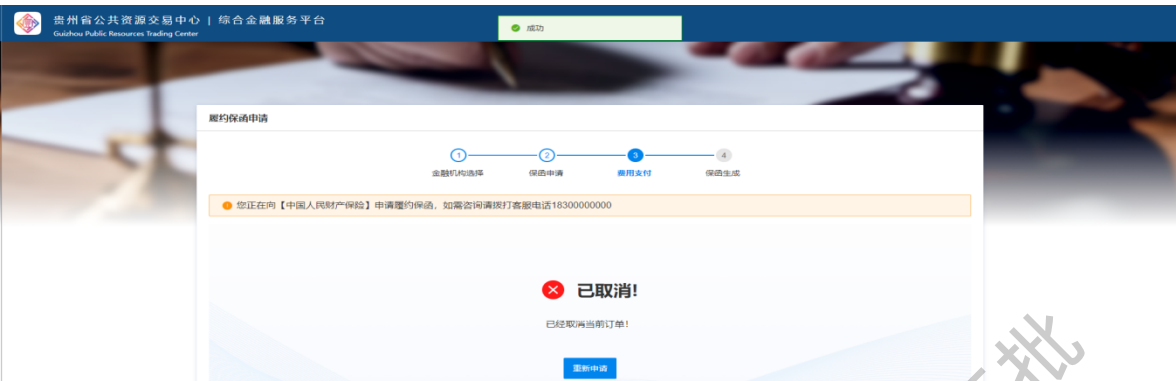 贵州省公共资源交易中心 | 综合金融服务平台
Guizhou Public Resources Trading Center
成功
履约保函申请
1 2 3 4
金融机构选择 保函申请 费用支付 保函生成
您正在向【中国人民财产保险】申请履约保函,如需咨询请拨打客服电话18300000000
已取消!
已经取消当前订单!
重新申请
批